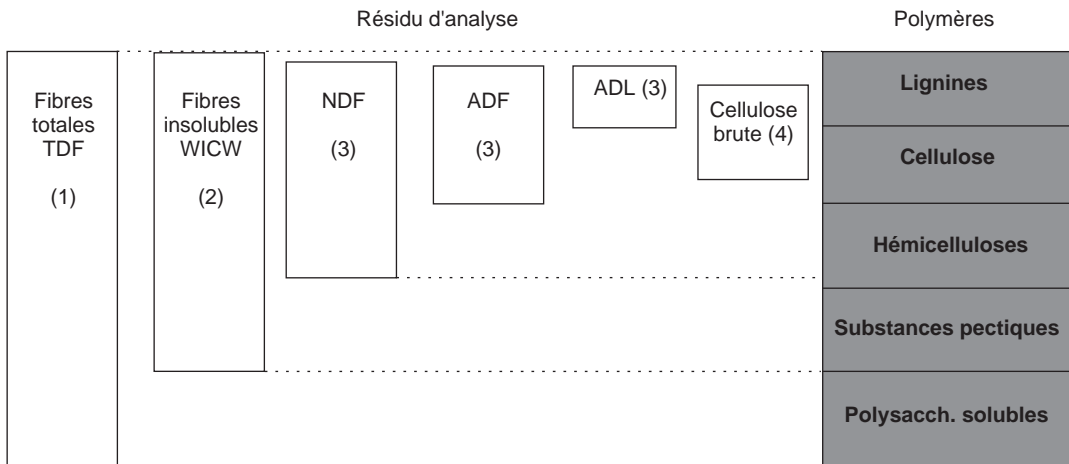 Résidu d'analyse
Polymères
Fibres
totales
TDF
(1)
Fibres
insolubles
WICW
(2)
NDF
(3)
ADF
(3)
ADL (3)
Cellulose
brute (4)
Lignines
Cellulose
Hémicelluloses
Substances pectiques
Polysacch. solubles